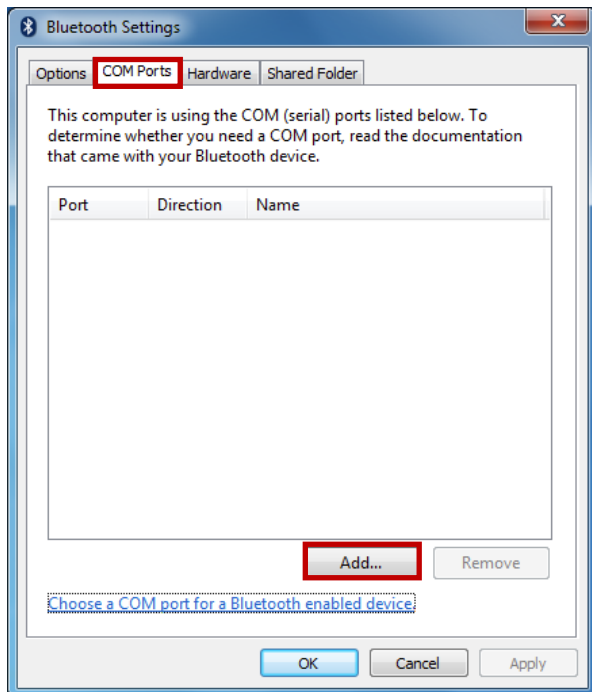 Bluetooth Settings
Options COM Ports Hardware Shared Folder
This computer is using the COM (serial) ports listed below. To
determine whether you need a COM port, read the documentation
that came with your Bluetooth device.
Port Direction Name
Add... Remove
Choose a COM port for a Bluetooth enabled device.
OK Cancel Apply